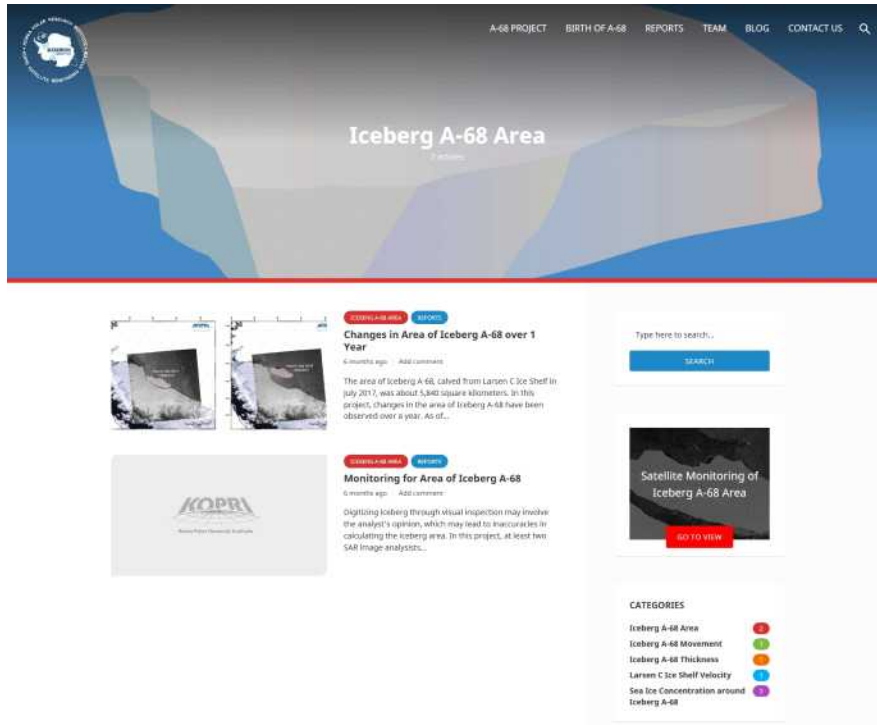 A-68 PROJECT BIRTH OF A-68 REPORTS TEAM BLOG CONTACT US
Iceberg A-68 Area
2 articles
ICEBERG A-68 AREA REPORTS
Changes in Area of Iceberg A-68 over 1
Year
6 months ago Add comment
The area of Iceberg A-68, calved from Larsen C Ice Shelf in
July 2017, was about 5,840 square kilometers. In this
project, changes in the area of Iceberg A-68 have been
observed over a year. As of...
ICEBERG A-68 AREA REPORTS
Monitoring for Area of Iceberg A-68
6 months ago Add comment
Digitizing iceberg through visual inspection may involve
the analyst's opinion, which may lead to inaccuracies in
calculating the iceberg area. In this project, at least two
SAR image analysists...
KOPRI
Korea Polar Research Institute
Type here to search...
SEARCH
Satellite Monitoring of
Iceberg A-68 Area
GO TO VIEW
CATEGORIES
Iceberg A-68 Area 2
Iceberg A-68 Movement
Iceberg A-68 Thickness
Larsen C Ice Shelf Velocity
Sea Ice Concentration around
Iceberg A-68